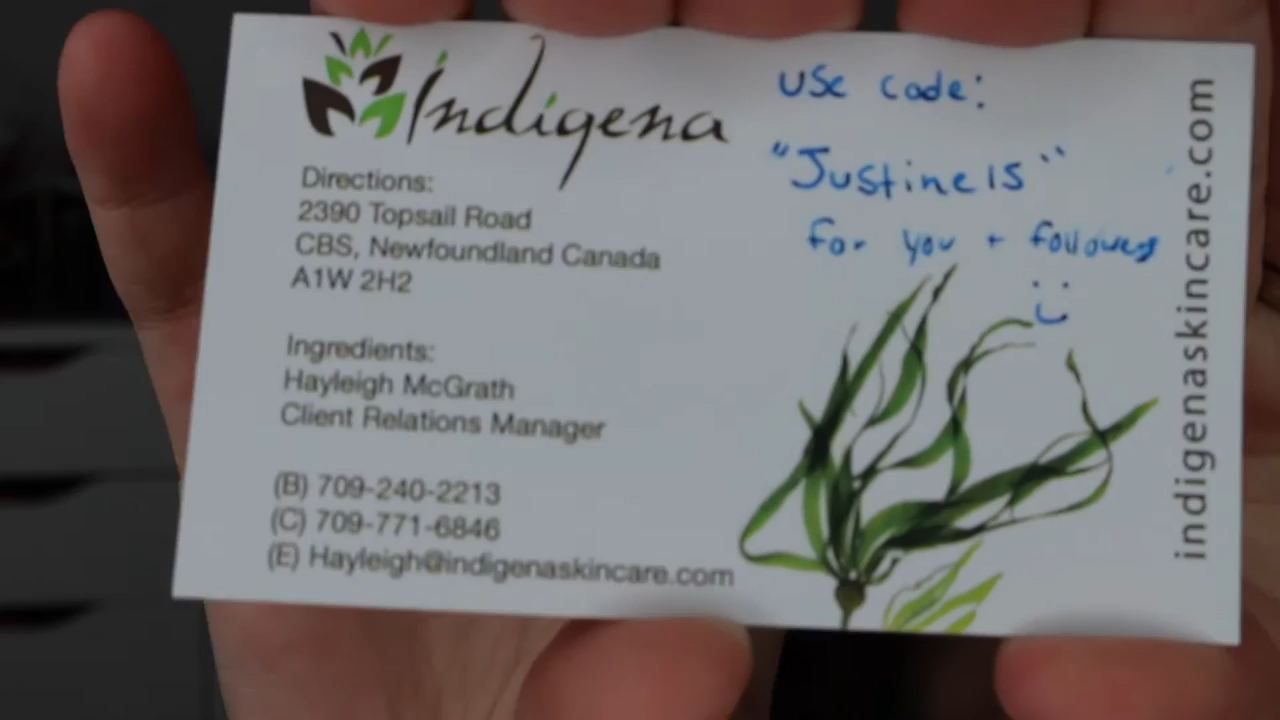 Indigena
Directions:
2390 Topsail Road
CBS, Newfoundland Canada
A1W 2H2
Ingredients:
Hayleigh McGrath
Client Relations Manager
(B) 709-240-2213
(C) 709-771-6846
(E) Hayleigh@indigenaskincare.com
use code:
"Justine15"
for you + followers
indigenaskincare.com